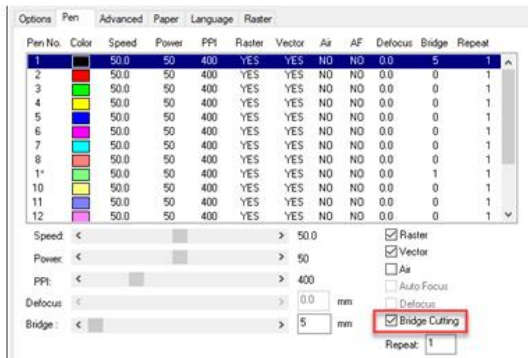 Options Pen Advanced Paper Language Raster
Pen No. Color Speed Power PPI Raster Vector Air AF Defocus Bridge Repeat
1 50.0 50 400 YES YES NO NO 0.0 5 1
2 50.0 50 400 YES YES NO NO 0.0 0 1
3 50.0 50 400 YES YES NO NO 0.0 0 1
4 50.0 50 400 YES YES NO NO 0.0 0 1
5 50.0 50 400 YES YES NO NO 0.0 0 1
6 50.0 50 400 YES YES NO NO 0.0 0 1
7 50.0 50 400 YES YES NO NO 0.0 0 1
8 50.0 50 400 YES YES NO NO 0.0 0 1
1* 50.0 50 400 YES YES NO NO 0.0 1 1
10 50.0 50 400 YES YES NO NO 0.0 0 1
11 50.0 50 400 YES YES NO NO 0.0 0 1
12 50.0 50 400 YES YES NO NO 0.0 0 1
Speed: 50.0 Raster
Power: 50 Vector
PPI: 400 Air
Auto Focus
Defocus 0.0 mm Defocus
Bridge : 5 mm Bridge Cutting
Repeat: 1